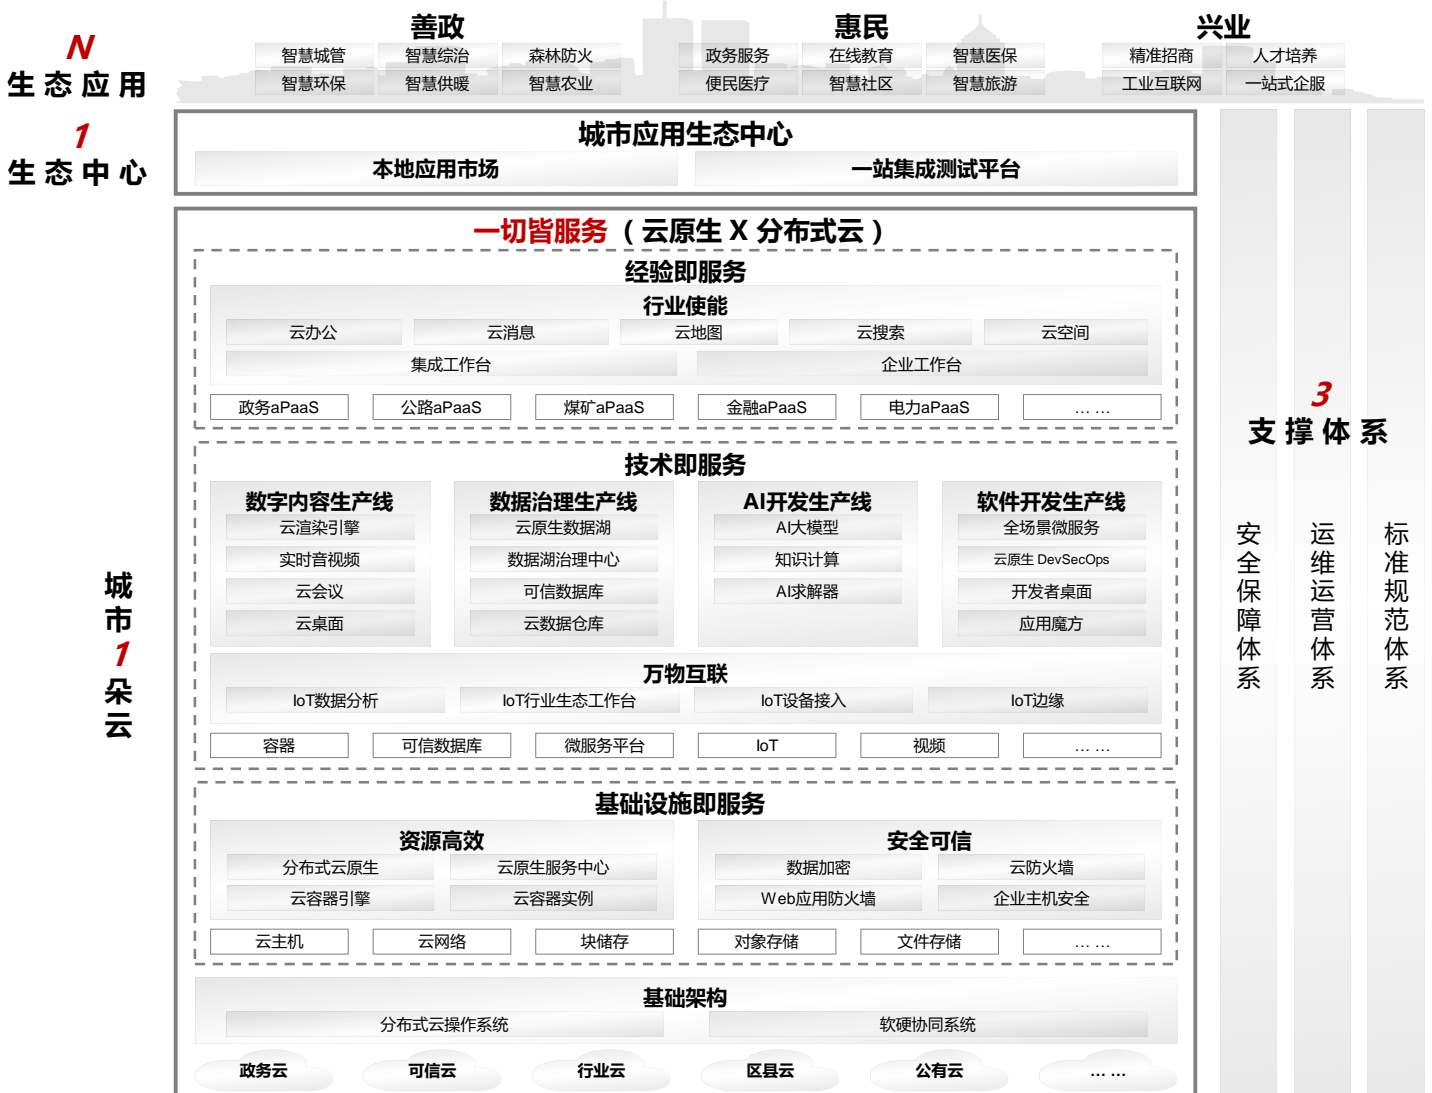 N
生态应用
善政
智慧城管 智慧综治 森林防火
智慧环保 智慧供暖 智慧农业
惠民
政务服务 在线教育 智慧医保
便民医疗 智慧社区 智慧旅游
兴业
精准招商 人才培养
工业互联网 一站式企服
1
生态中心
城市应用生态中心
本地应用市场 一站集成测试平台
城市1朵云
一切皆服务（云原生 X 分布式云）
经验即服务
行业使能
云办公 云消息 云地图 云搜索 云空间
集成工作台 企业工作台
政务aPaaS 公路aPaaS 煤矿aPaaS 金融aPaaS 电力aPaaS ... ...
技术即服务
数字内容生产线
云渲染引擎
实时音视频
云会议
云桌面
数据治理生产线
云原生数据湖
数据湖治理中心
可信数据库
云数据仓库
AI开发生产线
AI大模型
知识计算
AI求解器
软件开发生产线
全场景微服务
云原生 DevSecOps
开发者桌面
应用魔方
万物互联
IoT数据分析 IoT行业生态工作台 IoT设备接入 IoT边缘
容器 可信数据库 微服务平台 IoT 视频 ... ...
基础设施即服务
资源高效
分布式云原生 云原生服务中心
云容器引擎 云容器实例
安全可信
数据加密 云防火墙
Web应用防火墙 企业主机安全
云主机 云网络 块储存 对象存储 文件存储 ... ...
基础架构
分布式云操作系统 软硬协同系统
政务云 可信云 行业云 区县云 公有云 ... ...
3
支撑体系
安全保障体系
运维运营体系
标准规范体系